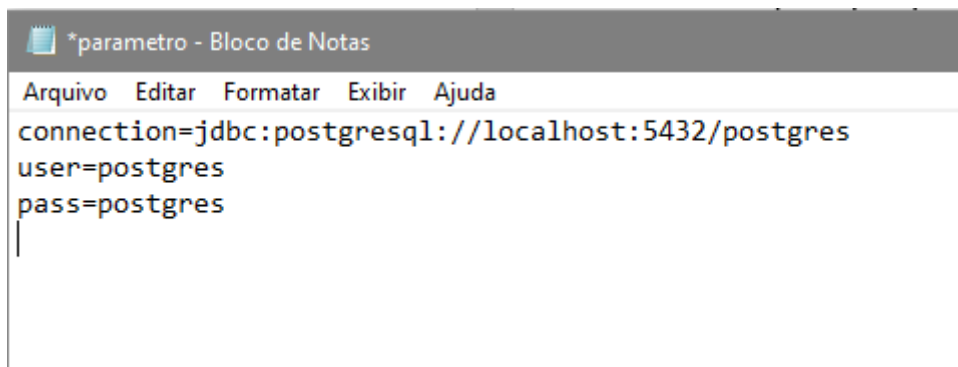 *parametro - Bloco de Notas
Arquivo Editar Formatar Exibir Ajuda
connection=jdbc:postgresql://localhost:5432/postgres
user=postgres
pass=postgres